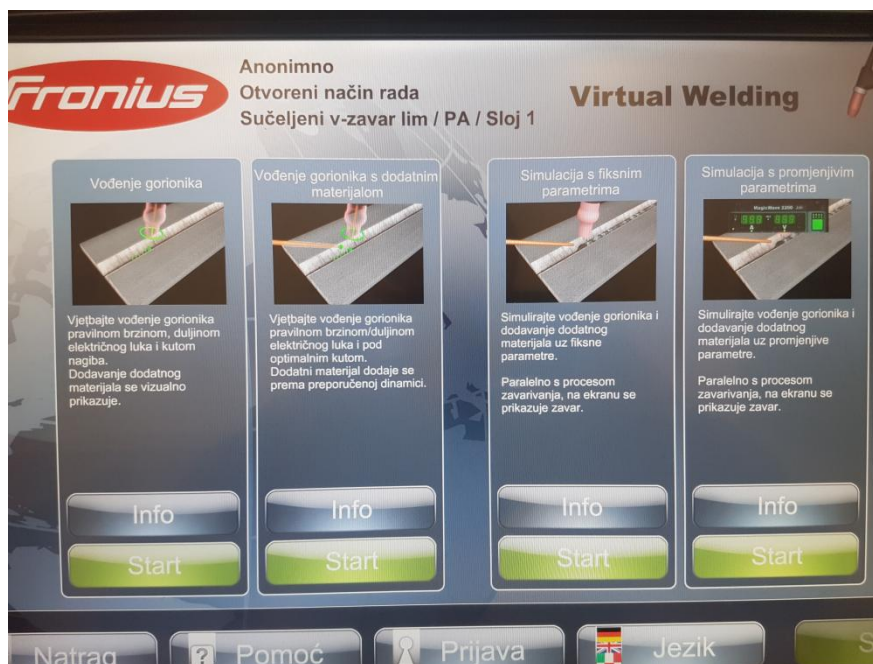 Fronius
Anonimno
Otvoreni način rada
Sučeljeni v-zavar lim / PA / Sloj 1
Virtual Welding
Vođenje gorionika
Vjetbajte vođenje gorionika
pravilnom brzinom, duljinom
električnog luka i kutom
nagiba.
Dodavanje dodatnog
materijala se vizualno
prikazuje.
Info
Start
Vođenje gorionika s dodatnim
materijalom
Vjetbajte vođenje gorionika
pravilnom brzinom/duljinom
električnog luka i pod
optimalnim kutom.
Dodatni materijal dodaje se
prema preporučenoj dinamici.
Info
Start
Simulacija s fiksnim
parametrima
Simulirajte vođenje gorionika i
dodavanje dodatnog
materijala uz fiksne
parametre.
Paralelno s procesom
zavarivanja, na ekranu se
prikazuje zavar.
Info
Start
Simulacija s promjenjivim
parametrima
888 888
Simulirajte vođenje gorionika i
dodavanje dodatnog
materijala uz promjenjive
parametre.
Paralelno s procesom
zavarivanja, na ekranu se
prikazuje zavar.
Info
Start
Natrag
? Pomoć
Prijava
Jezik